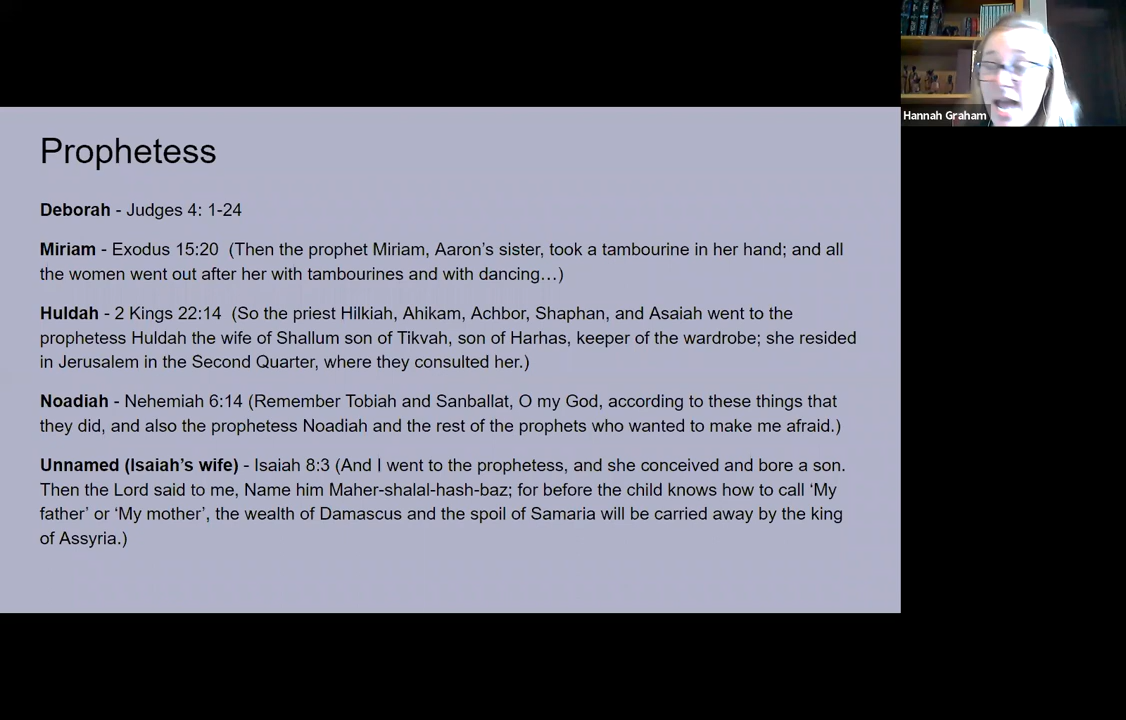 Hannah Graham
Prophetess
Deborah - Judges 4: 1-24
Miriam - Exodus 15:20  (Then the prophet Miriam, Aaron’s sister, took a tambourine in her hand; and all
the women went out after her with tambourines and with dancing…)
Huldah - 2 Kings 22:14  (So the priest Hilkiah, Ahikam, Achbor, Shaphan, and Asaiah went to the
prophetess Huldah the wife of Shallum son of Tikvah, son of Harhas, keeper of the wardrobe; she resided
in Jerusalem in the Second Quarter, where they consulted her.)
Noadiah - Nehemiah 6:14 (Remember Tobiah and Sanballat, O my God, according to these things that
they did, and also the prophetess Noadiah and the rest of the prophets who wanted to make me afraid.)
Unnamed (Isaiah’s wife) - Isaiah 8:3 (And I went to the prophetess, and she conceived and bore a son.
Then the Lord said to me, Name him Maher-shalal-hash-baz; for before the child knows how to call ‘My
father’ or ‘My mother’, the wealth of Damascus and the spoil of Samaria will be carried away by the king
of Assyria.)